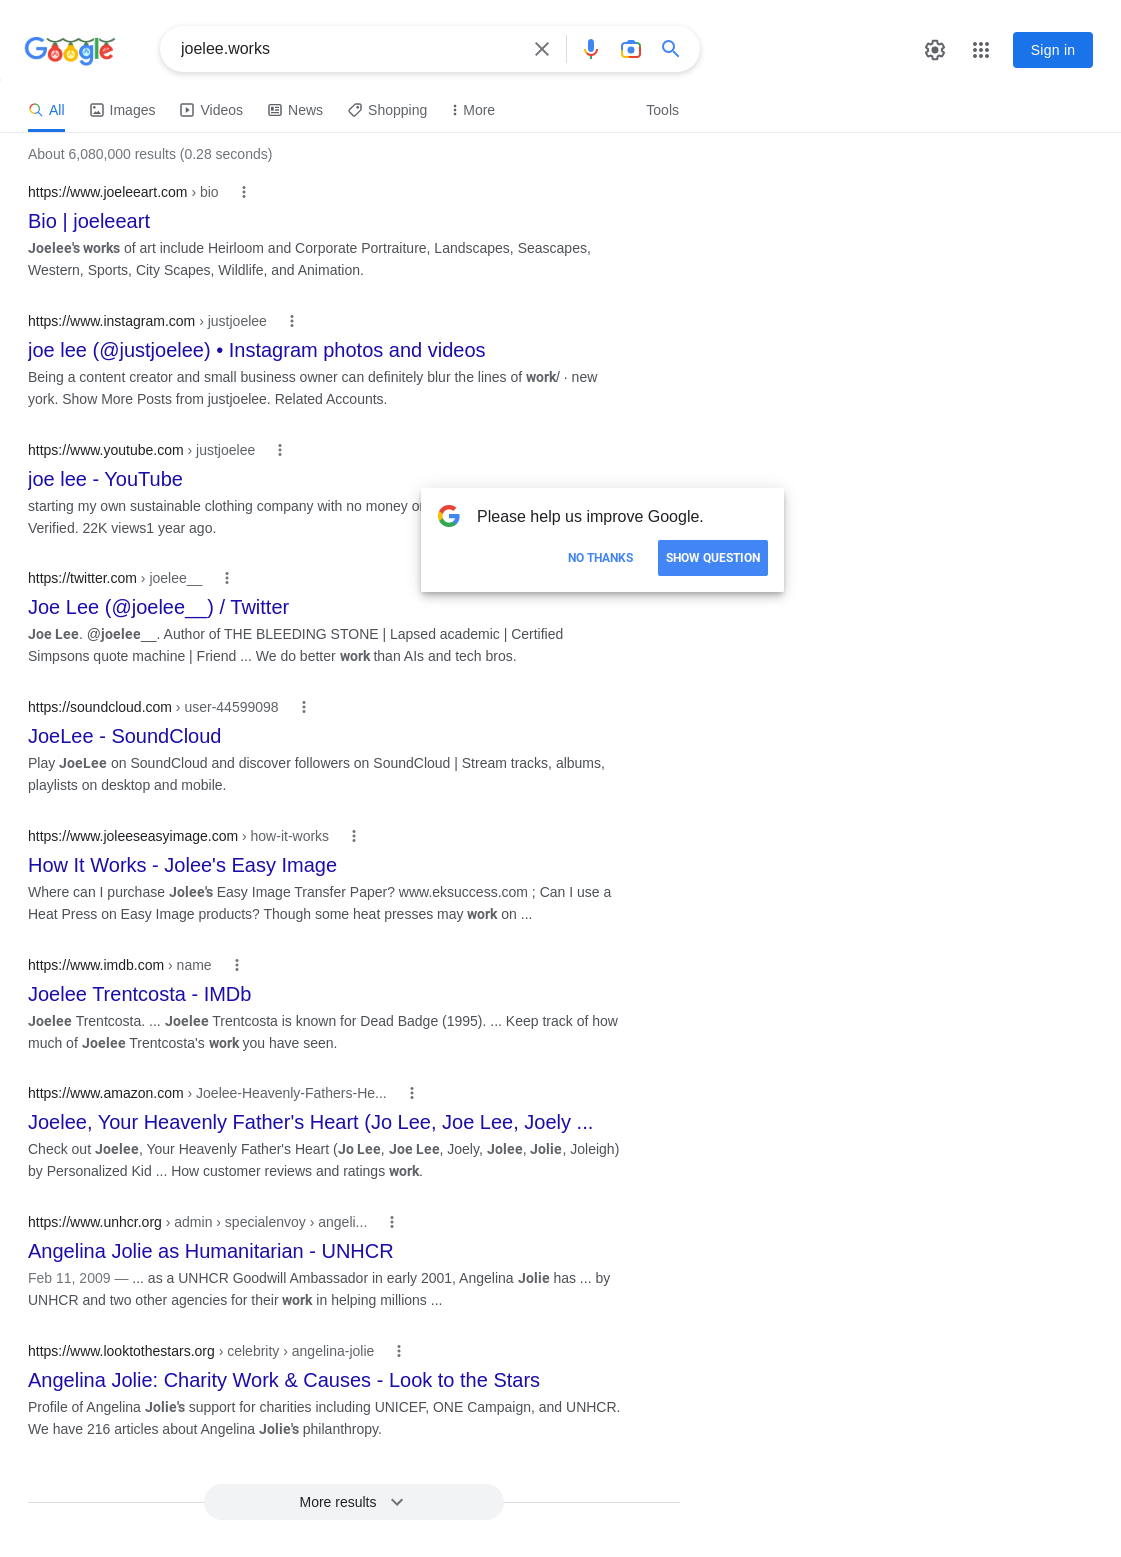 Google
joelee.works
Sign in
All
Images
Videos
News
Shopping
More
Tools
About 6,080,000 results (0.28 seconds)
https://www.joeleeart.com › bio
Bio | joeleeart
Joelee's works of art include Heirloom and Corporate Portraiture, Landscapes, Seascapes,
Western, Sports, City Scapes, Wildlife, and Animation.
https://www.instagram.com › justjoelee
joe lee (@justjoelee) • Instagram photos and videos
Being a content creator and small business owner can definitely blur the lines of work/ · new
york. Show More Posts from justjoelee. Related Accounts.
https://www.youtube.com › justjoelee
joe lee - YouTube
starting my own sustainable clothing company with no money
Verified. 22K views1 year ago.
Please help us improve Google.
NO THANKS
SHOW QUESTION
https://twitter.com › joelee__
Joe Lee (@joelee__) / Twitter
Joe Lee. @joelee__. Author of THE BLEEDING STONE | Lapsed academic | Certified
Simpsons quote machine | Friend ... We do better work than AIs and tech bros.
https://soundcloud.com › user-44599098
JoeLee - SoundCloud
Play JoeLee on SoundCloud and discover followers on SoundCloud | Stream tracks, albums,
playlists on desktop and mobile.
https://www.joleeseasyimage.com › how-it-works
How It Works - Jolee's Easy Image
Where can I purchase Jolee's Easy Image Transfer Paper? www.eksuccess.com ; Can I use a
Heat Press on Easy Image products? Though some heat presses may work on ...
https://www.imdb.com › name
Joelee Trentcosta - IMDb
Joelee Trentcosta. ... Joelee Trentcosta is known for Dead Badge (1995). ... Keep track of how
much of Joelee Trentcosta's work you have seen.
https://www.amazon.com › Joelee-Heavenly-Fathers-He...
Joelee, Your Heavenly Father's Heart (Jo Lee, Joe Lee, Joely ...
Check out Joelee, Your Heavenly Father's Heart (Jo Lee, Joe Lee, Joely, Jolee, Jolie, Joleigh)
by Personalized Kid ... How customer reviews and ratings work.
https://www.unhcr.org › admin › specialenvoy › angeli...
Angelina Jolie as Humanitarian - UNHCR
Feb 11, 2009 — ... as a UNHCR Goodwill Ambassador in early 2001, Angelina Jolie has ... by
UNHCR and two other agencies for their work in helping millions ...
https://www.looktothestars.org › celebrity › angelina-jolie
Angelina Jolie: Charity Work & Causes - Look to the Stars
Profile of Angelina Jolie's support for charities including UNICEF, ONE Campaign, and UNHCR.
We have 216 articles about Angelina Jolie's philanthropy.
More results